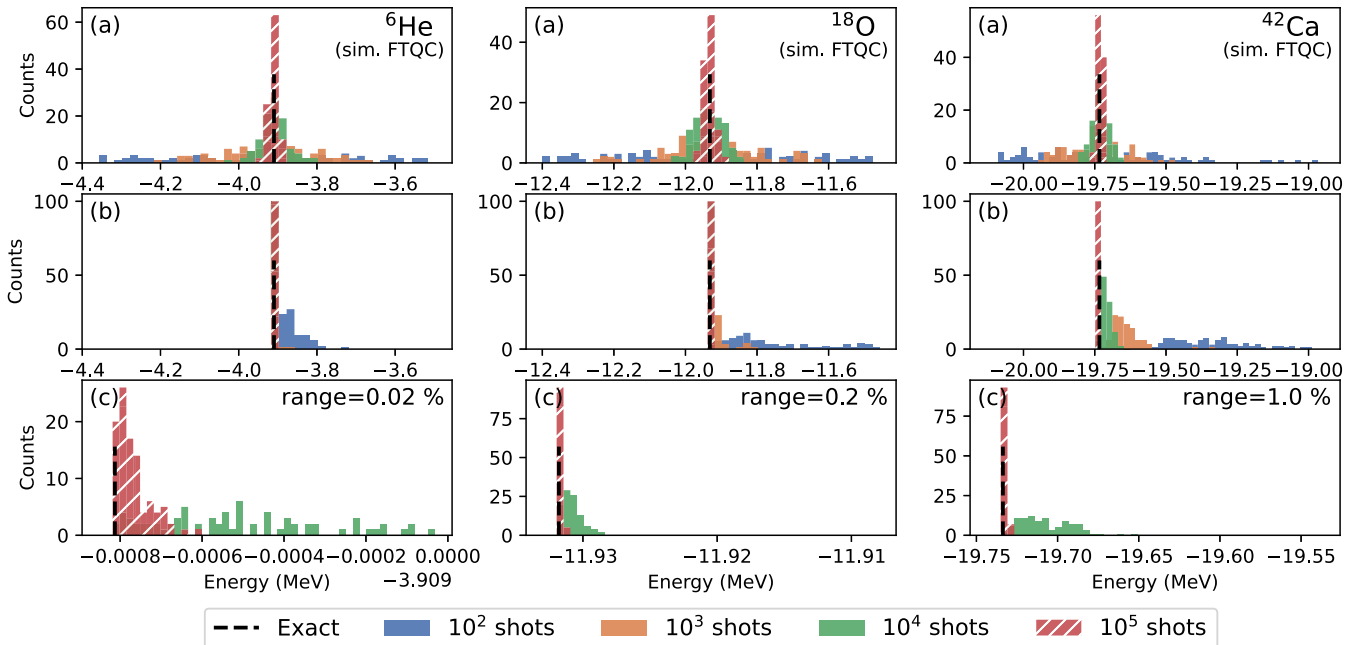 (a) ⁶He (sim. FTQC)
Counts
60
40
20
0
−4.4 −4.2 −4.0 −3.8 −3.6
(a) ¹⁸O (sim. FTQC)
40
20
0
−12.4 −12.2 −12.0 −11.8 −11.6
(a) ⁴²Ca (sim. FTQC)
40
20
0
−20.00 −19.75 −19.50 −19.25 −19.00
(b)
Counts
100
50
0
−4.4 −4.2 −4.0 −3.8 −3.6
(b)
100
50
0
−12.4 −12.2 −12.0 −11.8 −11.6
(b)
100
50
0
−20.00 −19.75 −19.50 −19.25 −19.00
(c) range=0.02 %
Counts
20
10
0
−0.0008 −0.0006 −0.0004 −0.0002 0.0000
Energy (MeV) −3.909
(c) range=0.2 %
75
50
25
0
−11.93 −11.92 −11.91
Energy (MeV)
(c) range=1.0 %
75
50
25
0
−19.75 −19.70 −19.65 −19.60 −19.55
Energy (MeV)
Exact 10² shots 10³ shots 10⁴ shots 10⁵ shots